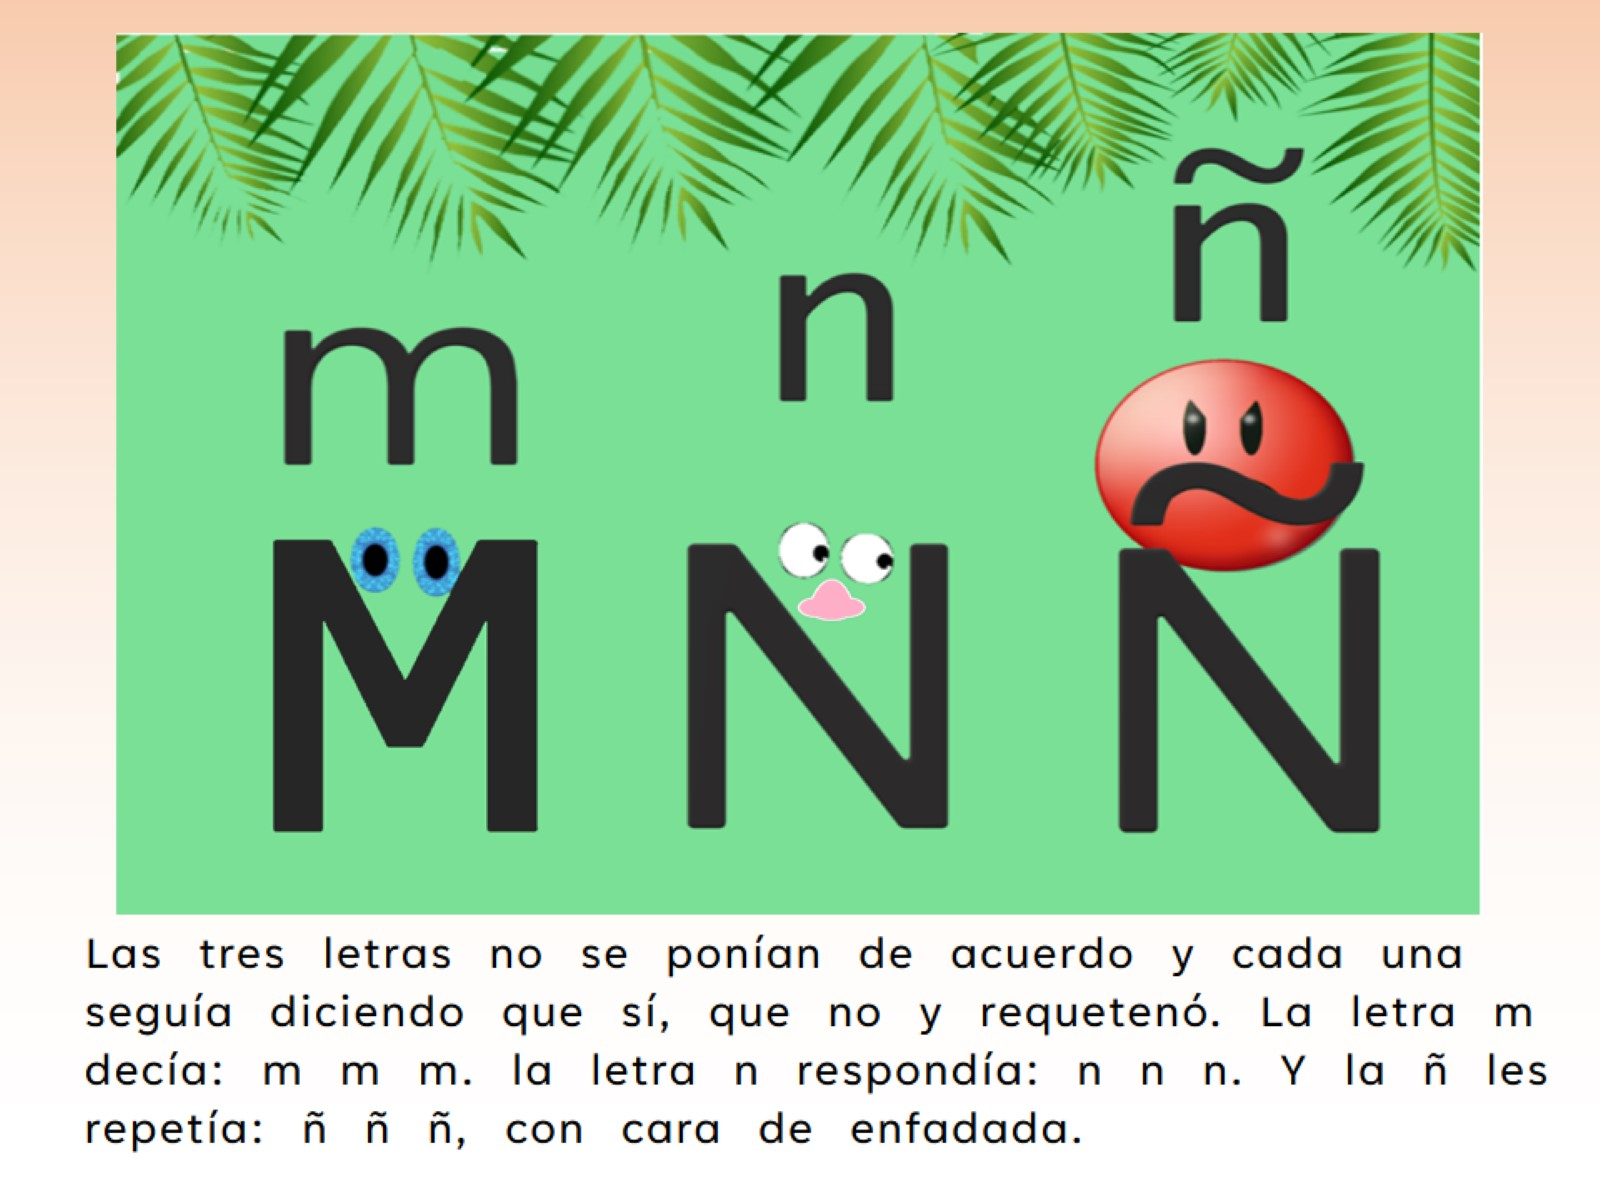 m n ñ
M N Ñ
Las tres letras no se ponían de acuerdo y cada una
seguía diciendo que sí, que no y requetenó. La letra m
decía: m m m. la letra n respondía: n n n. Y la ñ les
repetía: ñ ñ ñ, con cara de enfadada.